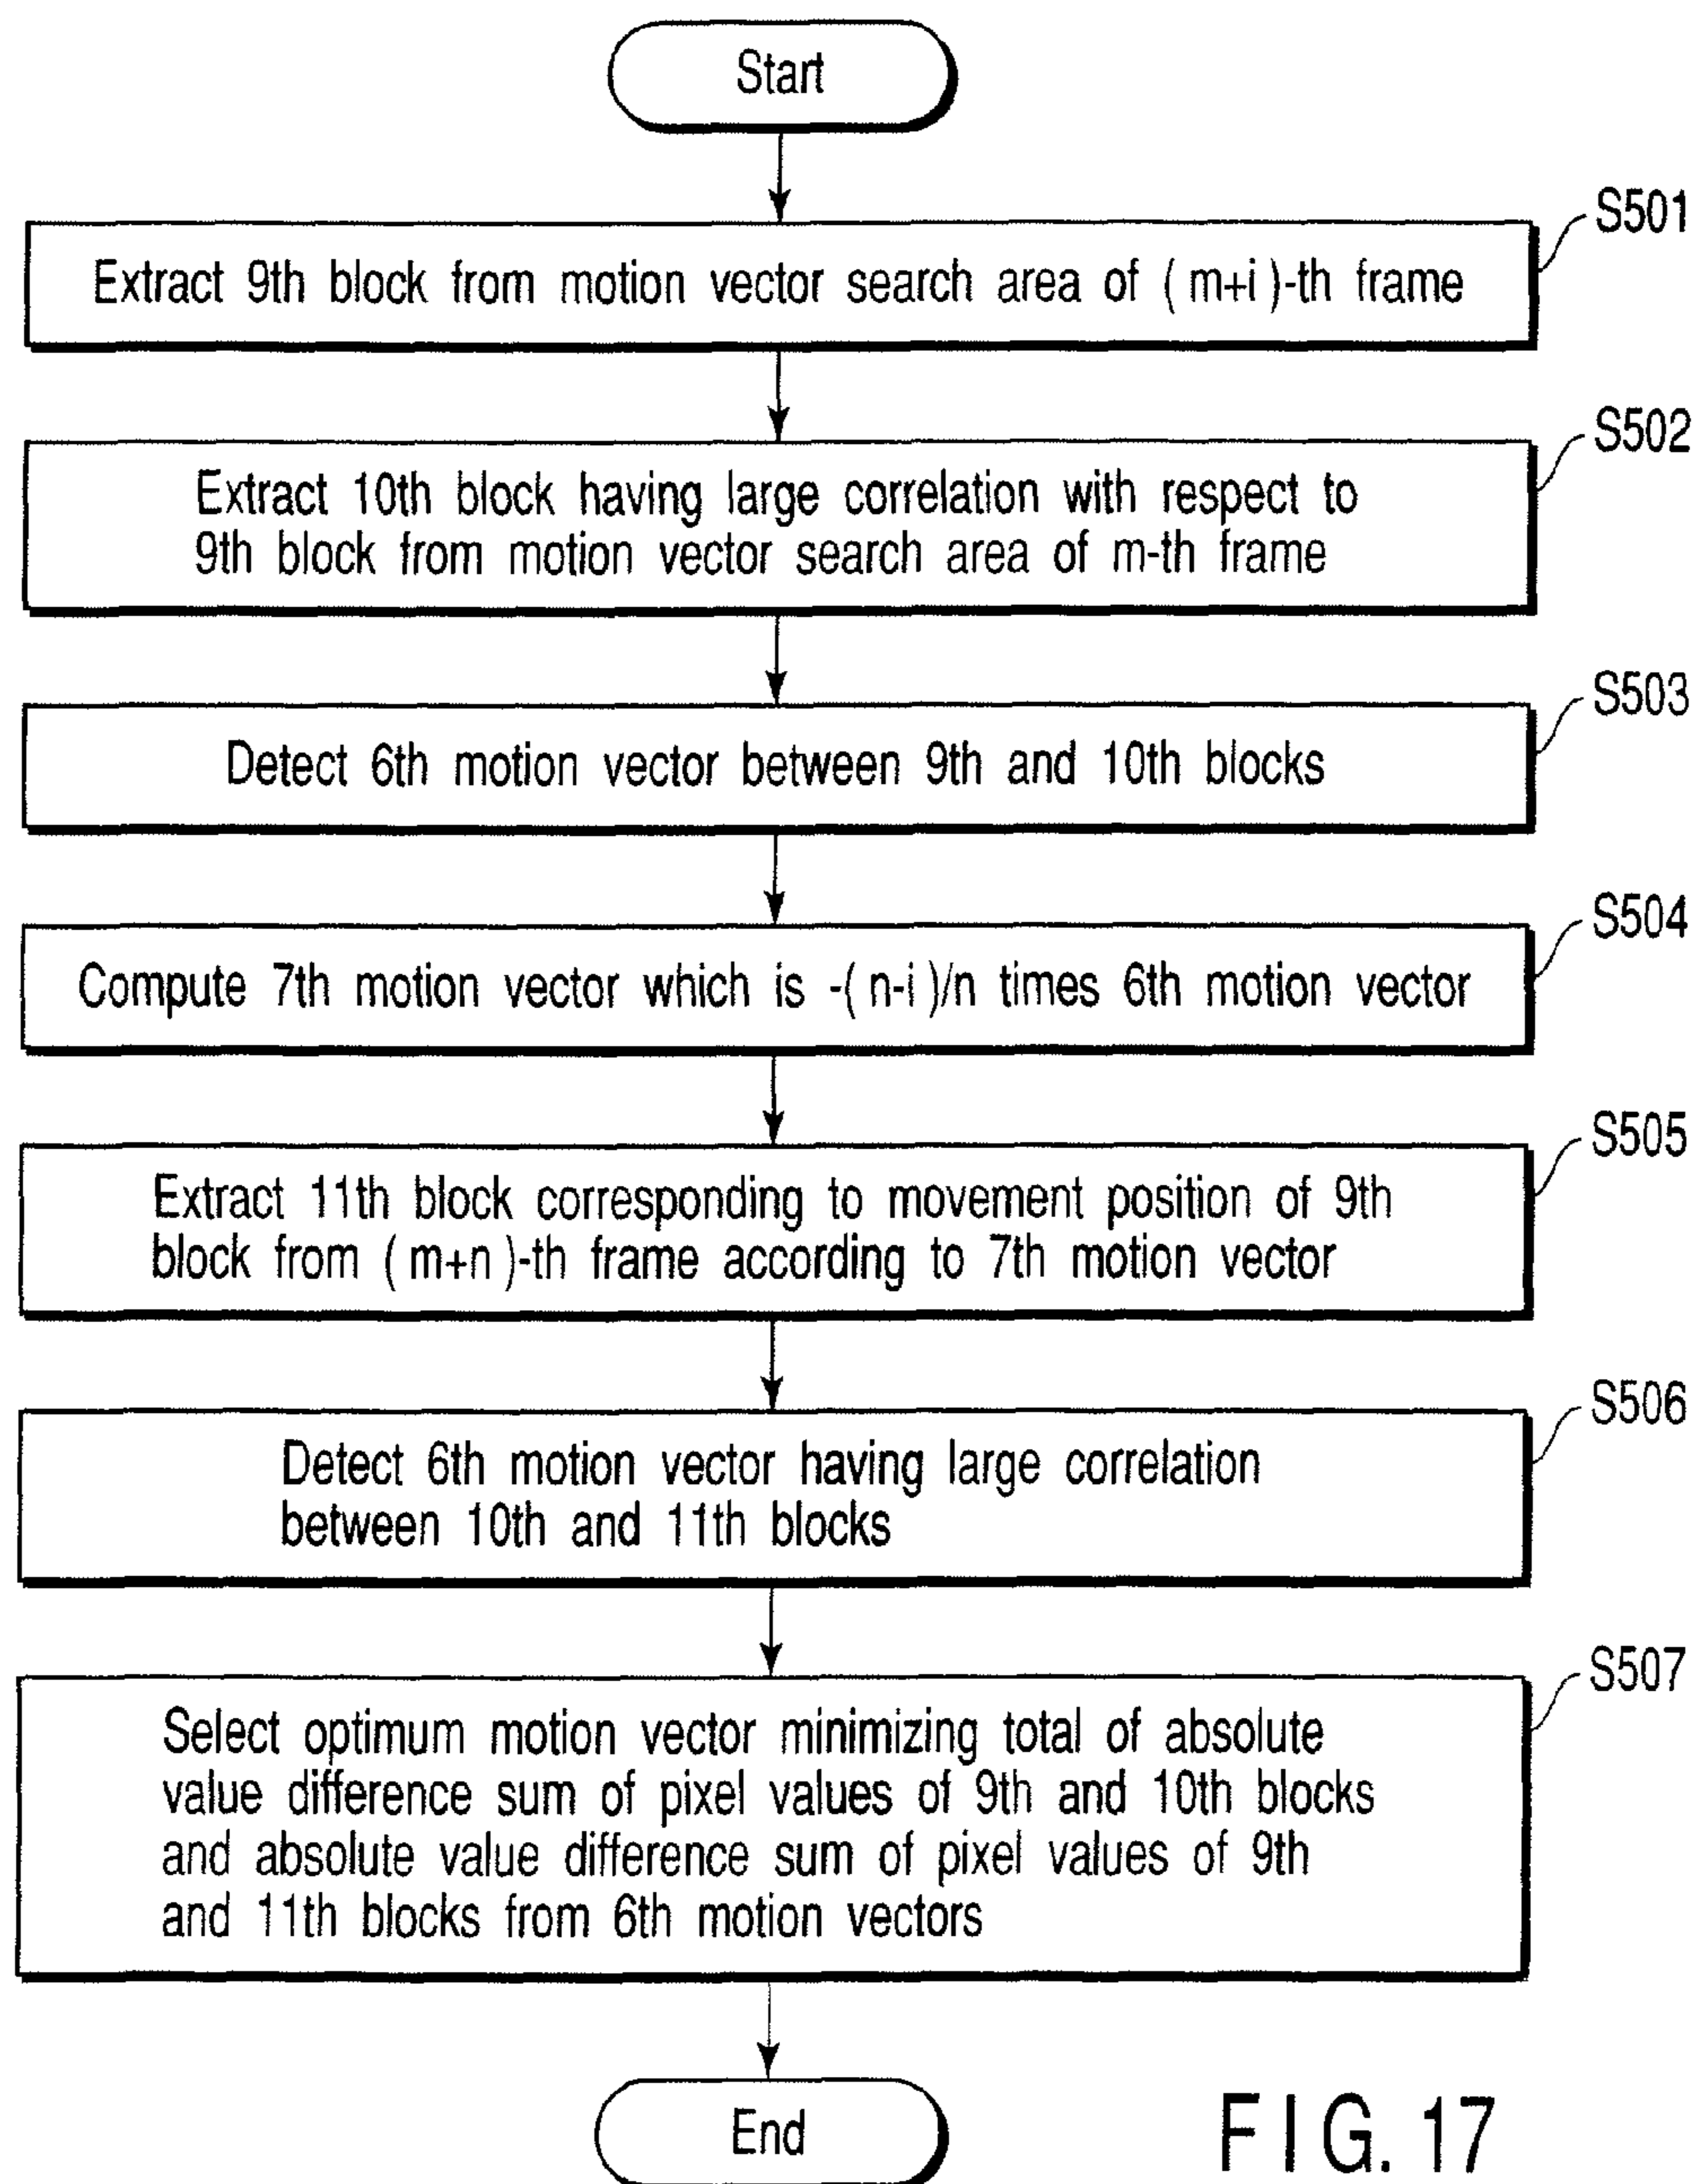 Start
S501
Extract 9th block from motion vector search area of ( m+i )-th frame
S502
Extract 10th block having large correlation with respect to
9th block from motion vector search area of m-th frame
S503
Detect 6th motion vector between 9th and 10th blocks
S504
Compute 7th motion vector which is -( n-i )/n times 6th motion vector
S505
Extract 11th block corresponding to movement position of 9th
block from ( m+n )-th frame according to 7th motion vector
S506
Detect 6th motion vector having large correlation
between 10th and 11th blocks
S507
Select optimum motion vector minimizing total of absolute
value difference sum of pixel values of 9th and 10th blocks
and absolute value difference sum of pixel values of 9th
and 11th blocks from 6th motion vectors
End
FIG. 17